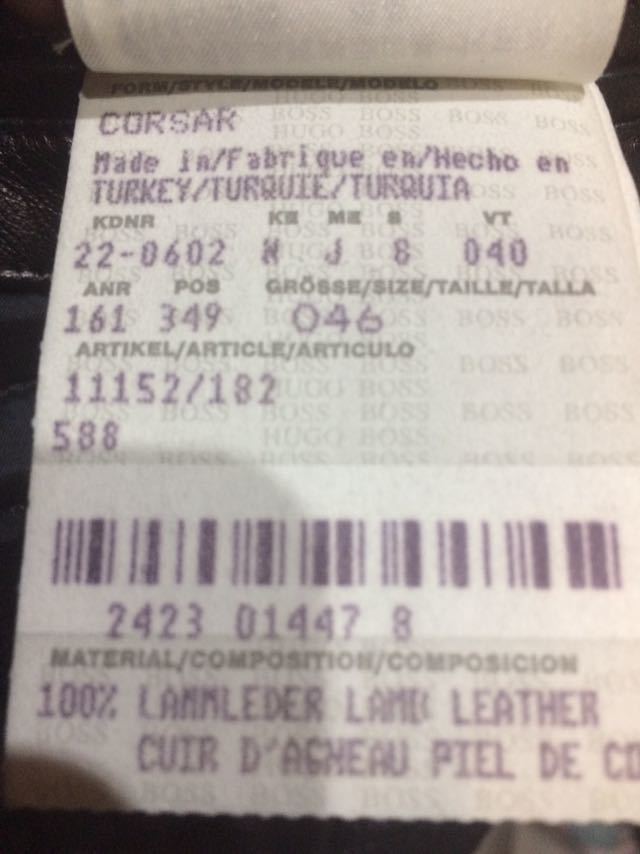 FORM/STYLE/MODELE/MODELO
CORSAR
Made in/Fabrique en/Hecho en
TURKEY/TURQUIE/TURQUIA
KDNR KE ME S VT
22-0602 W J 8 040
ANR POS GRÖSSE/SIZE/TAILLE/TALLA
161 349 046
ARTIKEL/ARTICLE/ARTICULO
11152/182
588
2423 01447 8
MATERIAL/COMPOSITION/COMPOSICION
100% LAMMLEDER LAMB LEATHER
CUIR D'AGNEAU PIEL DE CO